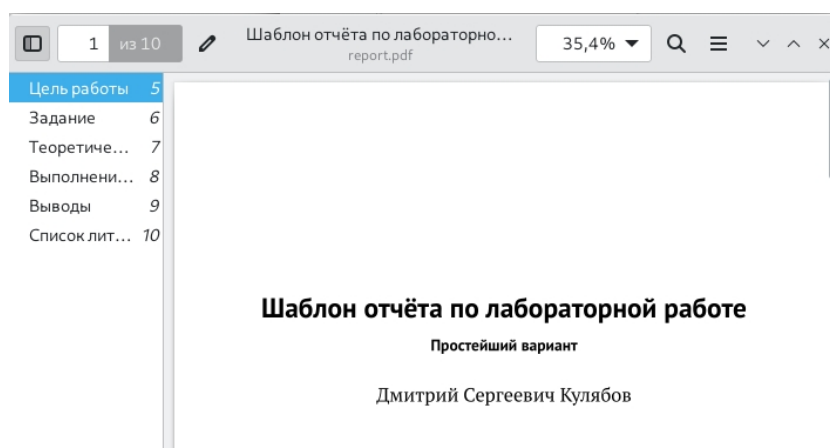 1 из 10
Шаблон отчёта по лабораторно...
report.pdf
35,4%
Цель работы 5
Задание 6
Теоретиче... 7
Выполнени... 8
Выводы 9
Список лит... 10
Шаблон отчёта по лабораторной работе
Простейший вариант
Дмитрий Сергеевич Кулябов